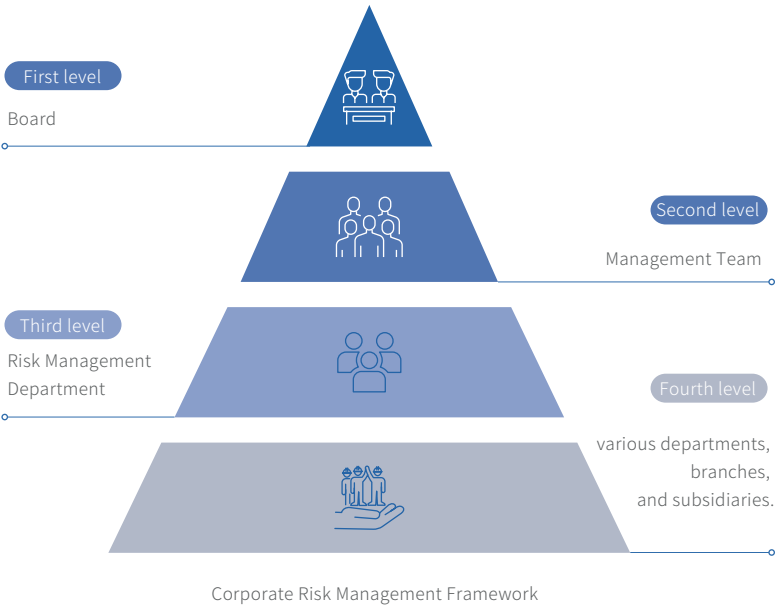 First level
Board
Second level
Management Team
Third level
Risk Management
Department
Fourth level
various departments,
branches,
and subsidiaries.
Corporate Risk Management Framework